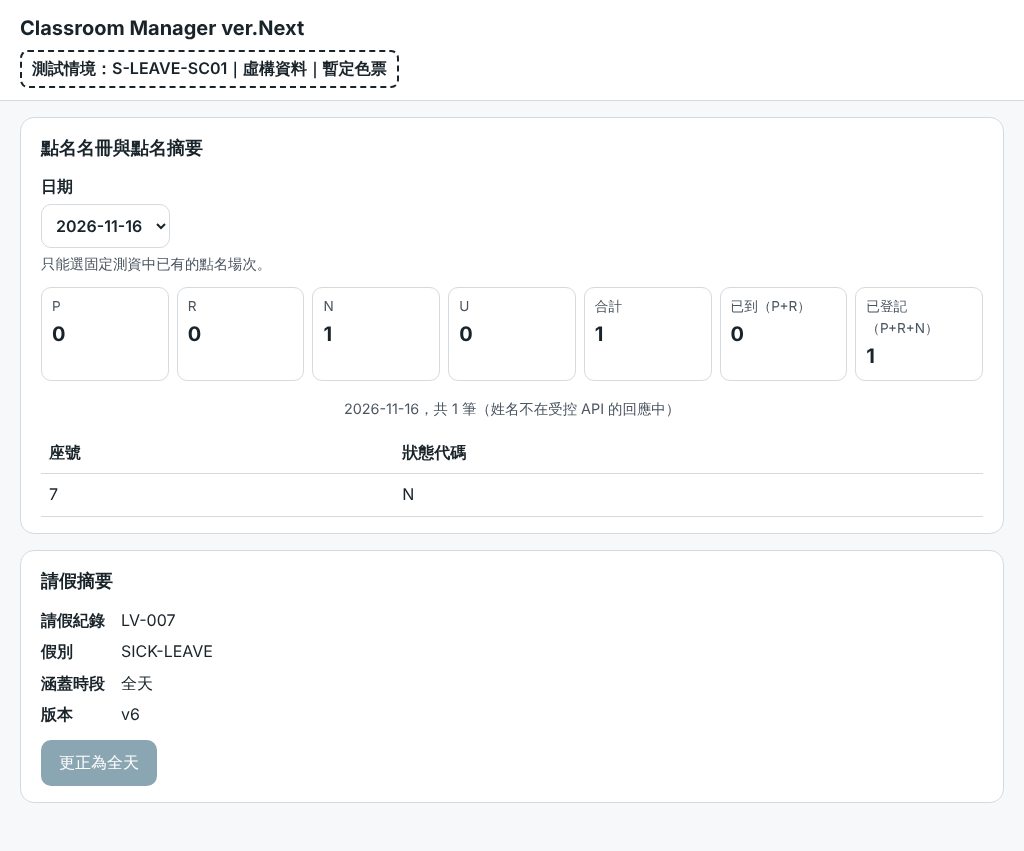 Classroom Manager ver.Next
測試情境：S-LEAVE-SC01｜虛構資料｜暫定色票
點名名冊與點名摘要
日期
2026-11-16
只能選固定測資中已有的點名場次。
P
0
R
0
N
1
U
0
合計
1
已到（P+R）
0
已登記
（P+R+N）
1
2026-11-16，共 1 筆（姓名不在受控 API 的回應中）
座號 狀態代碼
7 N
請假摘要
請假紀錄 LV-007
假別 SICK-LEAVE
涵蓋時段 全天
版本 v6
更正為全天